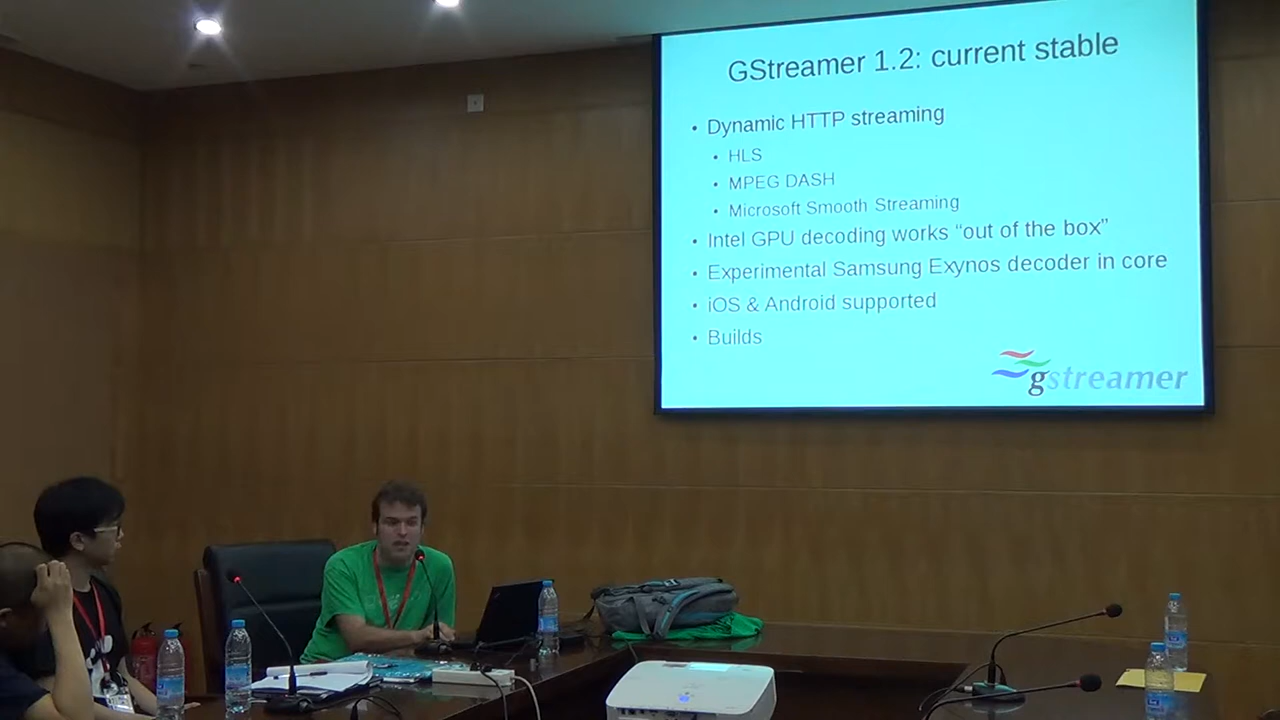 GStreamer 1.2: current stable
• Dynamic HTTP streaming
• HLS
• MPEG DASH
• Microsoft Smooth Streaming
• Intel GPU decoding works “out of the box”
• Experimental Samsung Exynos decoder in core
• iOS & Android supported
• Builds
gstreamer